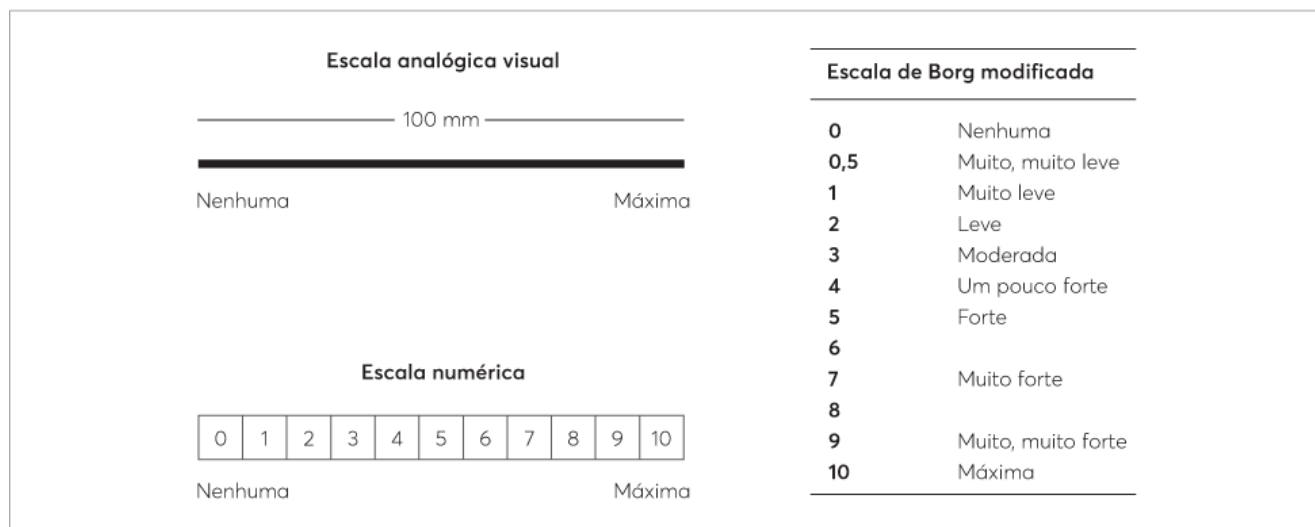 Escala analógica visual
100 mm
Nenhuma Máxima
Escala numérica
0 1 2 3 4 5 6 7 8 9 10
Nenhuma Máxima
Escala de Borg modificada
0 Nenhuma
0,5 Muito, muito leve
1 Muito leve
2 Leve
3 Moderada
4 Um pouco forte
5 Forte
6
7 Muito forte
8
9 Muito, muito forte
10 Máxima